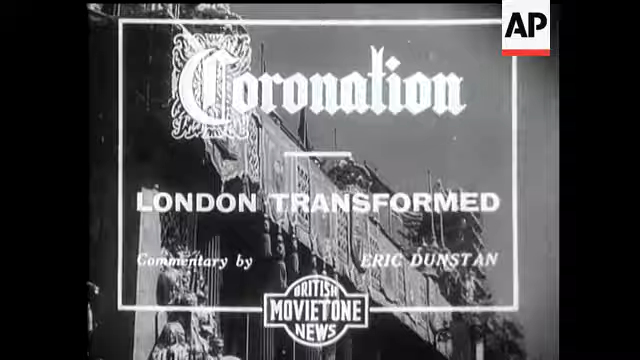 AP
Coronation
LONDON TRANSFORMED
Commentary by ERIC DUNSTAN
BRITISH
MOVIETONE
NEWS